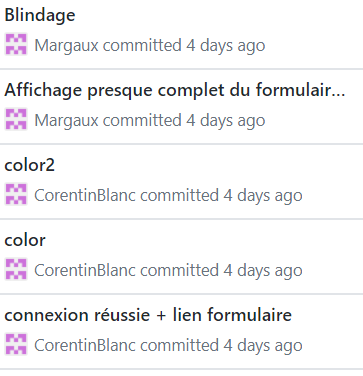 Blindage
Margaux committed 4 days ago
Affichage presque complet du formulair...
Margaux committed 4 days ago
color2
CorentinBlanc committed 4 days ago
color
CorentinBlanc committed 4 days ago
connexion réussie + lien formulaire
CorentinBlanc committed 4 days ago